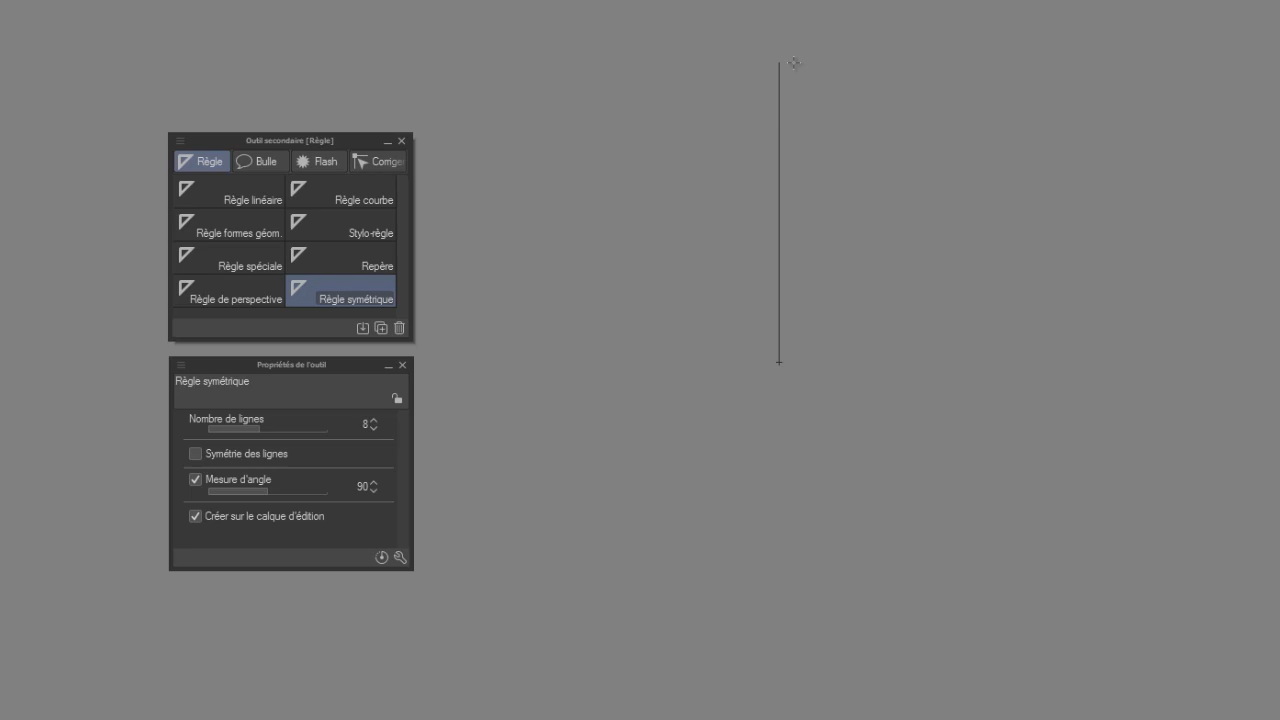 Outil secondaire [Règle]
Règle Bulle Flash Corriger
Règle linéaire Règle courbe
Règle formes géom. Stylo-règle
Règle spéciale Repère
Règle de perspective Règle symétrique
Propriétés de l'outil
Règle symétrique
Nombre de lignes 8
Symétrie des lignes
Mesure d'angle 90
Créer sur le calque d'édition